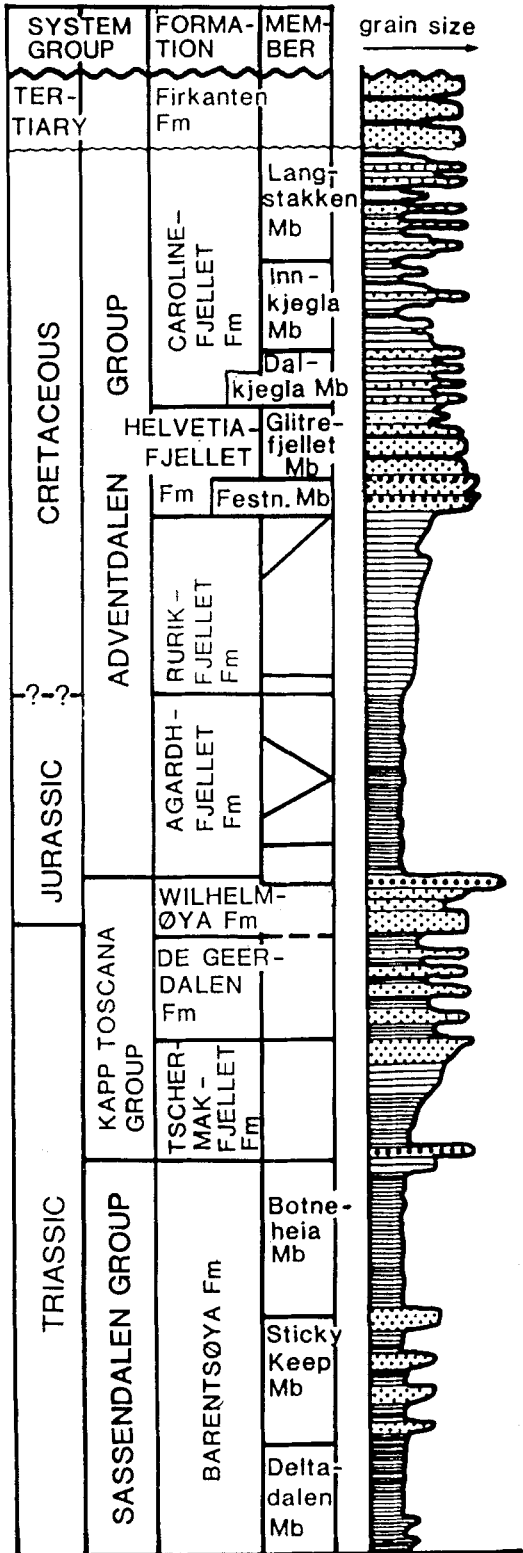 SYSTEM
GROUP
FORMA-
TION
MEM-
BER
grain size
TER-
TIARY
Firkanten
Fm
CRETACEOUS
JURASSIC
TRIASSIC
-?-?-
ADVENTDALEN GROUP
KAPP TOSCANA
GROUP
SASSENDALEN GROUP
CAROLINE-
FJELLET
Fm
HELVETIA-
FJELLET
Fm
RURIK-
FJELLET
Fm
AGARDH-
FJELLET
Fm
WILHELM-
ØYA Fm
DE GEER-
DALEN
Fm
TSCHER-
MAK-
FJELLET
Fm
BARENTSØYA Fm
Lang-
stakken
Mb
Inn-
kjegla
Mb
Dal-
kjegla Mb
Glitre-
fjellet
Mb
Festn. Mb
Botne-
heia
Mb
Sticky
Keep
Mb
Delta-
dalen
Mb